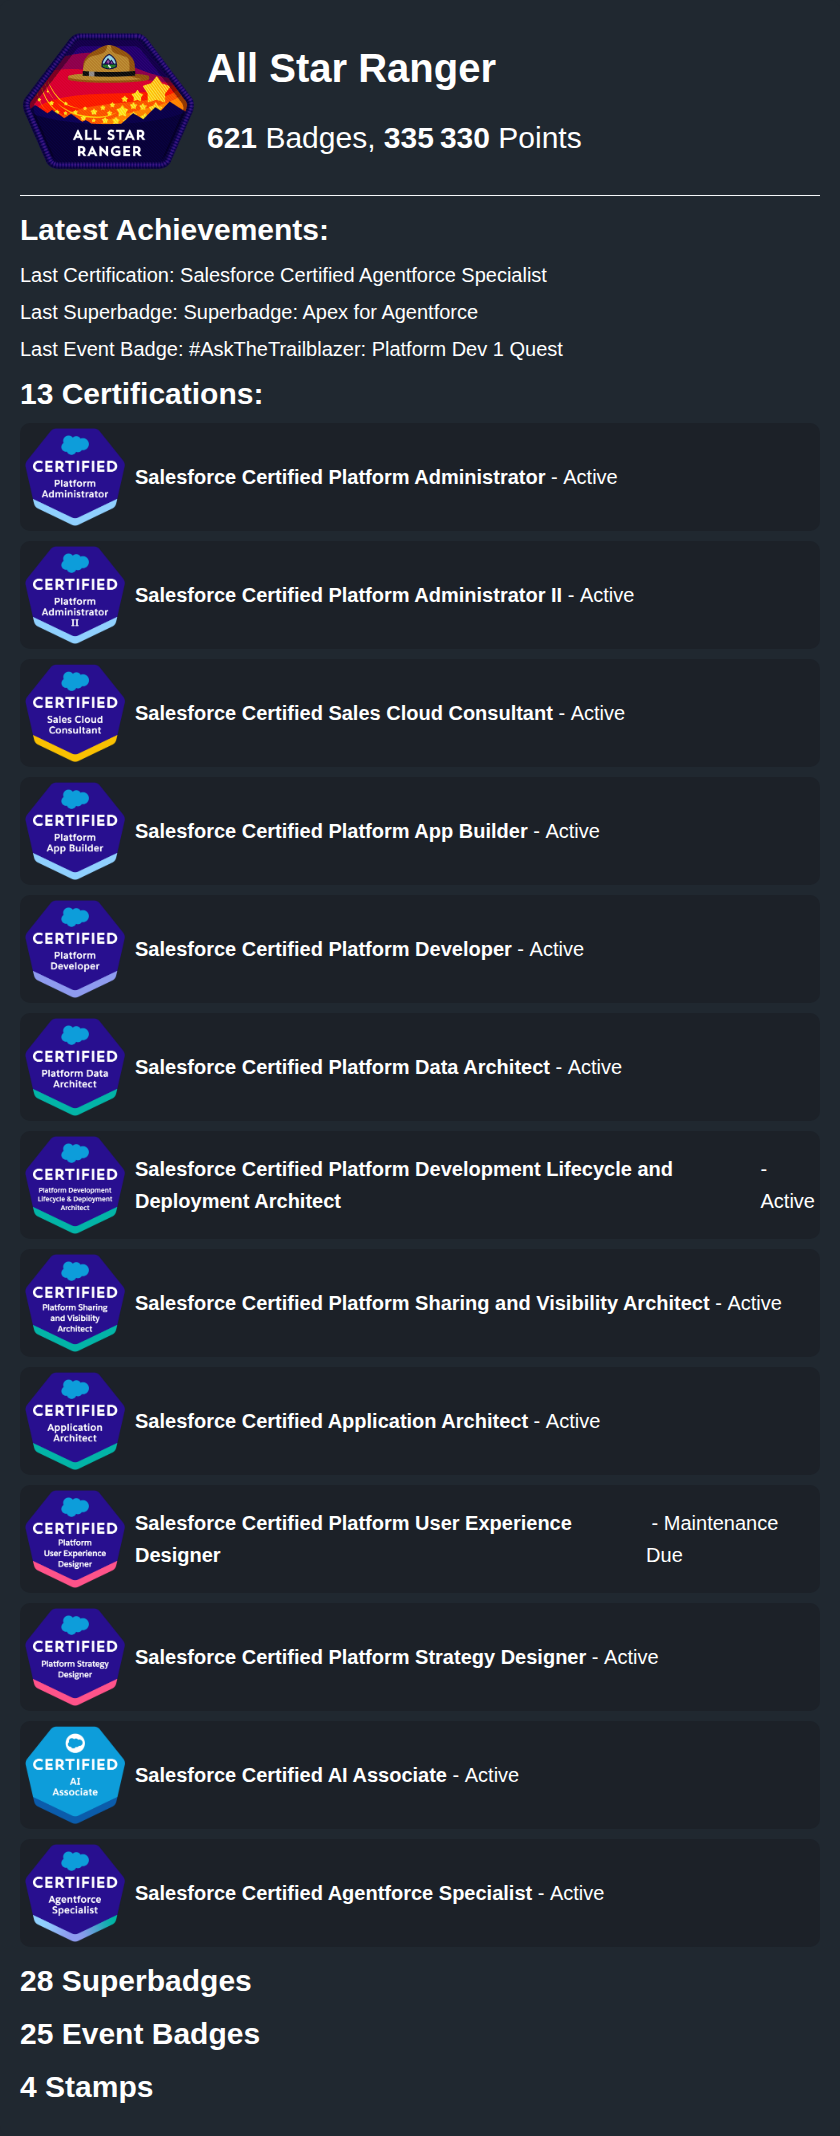 ALL STAR
RANGER
All Star Ranger
621 Badges, 335 330 Points
Latest Achievements:
Last Certification: Salesforce Certified Agentforce Specialist
Last Superbadge: Superbadge: Apex for Agentforce
Last Event Badge: #AskTheTrailblazer: Platform Dev 1 Quest
13 Certifications:
CERTIFIED
Platform
Administrator
Salesforce Certified Platform Administrator - Active
CERTIFIED
Platform
Administrator
II
Salesforce Certified Platform Administrator II - Active
CERTIFIED
Sales Cloud
Consultant
Salesforce Certified Sales Cloud Consultant - Active
CERTIFIED
Platform
App Builder
Salesforce Certified Platform App Builder - Active
CERTIFIED
Platform
Developer
Salesforce Certified Platform Developer - Active
CERTIFIED
Platform Data
Architect
Salesforce Certified Platform Data Architect - Active
CERTIFIED
Platform Development
Lifecycle & Deployment
Architect
Salesforce Certified Platform Development Lifecycle and -
Deployment Architect Active
CERTIFIED
Platform Sharing
and Visibility
Architect
Salesforce Certified Platform Sharing and Visibility Architect - Active
CERTIFIED
Application
Architect
Salesforce Certified Application Architect - Active
CERTIFIED
Platform
User Experience
Designer
Salesforce Certified Platform User Experience - Maintenance
Designer Due
CERTIFIED
Platform Strategy
Designer
Salesforce Certified Platform Strategy Designer - Active
CERTIFIED
AI
Associate
Salesforce Certified AI Associate - Active
CERTIFIED
Agentforce
Specialist
Salesforce Certified Agentforce Specialist - Active
28 Superbadges
25 Event Badges
4 Stamps